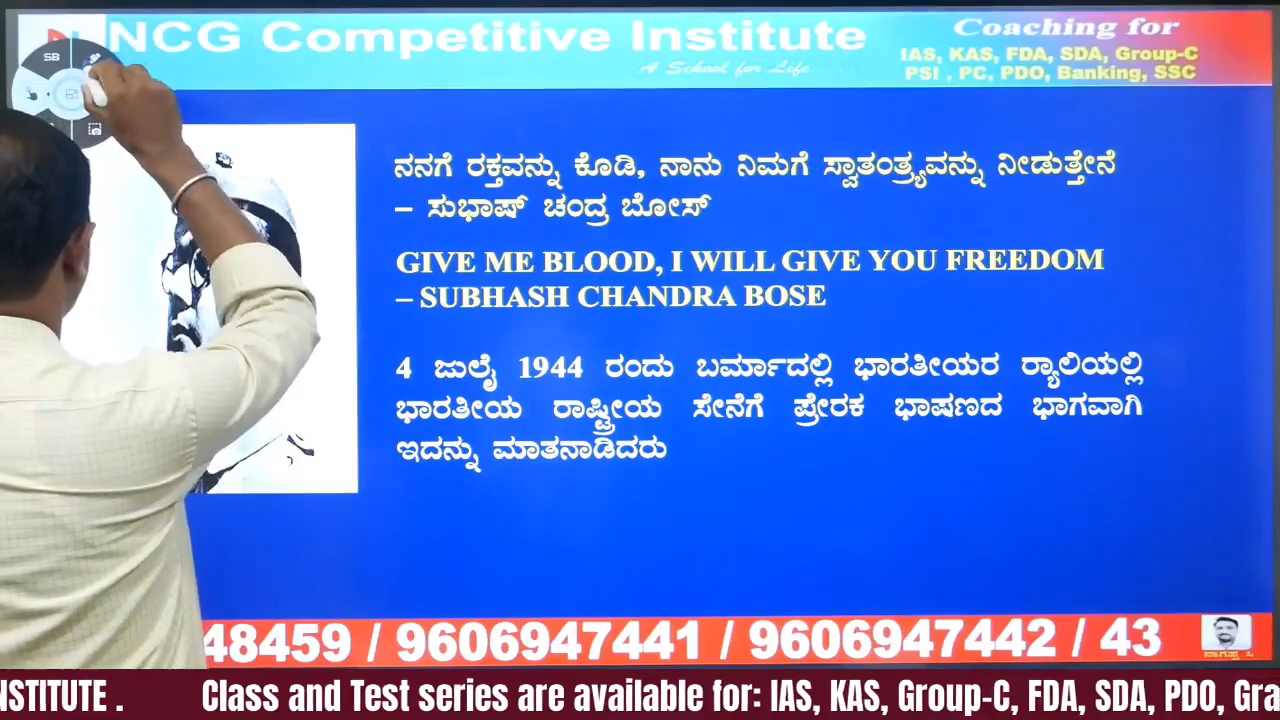 NCG Competitive Institute
A School for Life....
Coaching for
IAS, KAS, FDA, SDA, Group-C
PSI , PC, PDO, Banking, SSC
SB
ನನಗೆ ರಕ್ತವನ್ನು ಕೊಡಿ, ನಾನು ನಿಮಗೆ ಸ್ವಾತಂತ್ರ್ಯವನ್ನು ನೀಡುತ್ತೇನೆ
– ಸುಭಾಷ್ ಚಂದ್ರ ಬೋಸ್
GIVE ME BLOOD, I WILL GIVE YOU FREEDOM
– SUBHASH CHANDRA BOSE
4 ಜುಲೈ 1944 ರಂದು ಬರ್ಮಾದಲ್ಲಿ ಭಾರತೀಯರ ರ‍್ಯಾಲಿಯಲ್ಲಿ
ಭಾರತೀಯ ರಾಷ್ಟ್ರೀಯ ಸೇನೆಗೆ ಪ್ರೇರಕ ಭಾಷಣದ ಭಾಗವಾಗಿ
ಇದನ್ನು ಮಾತನಾಡಿದರು
48459 / 9606947441 / 9606947442 / 43
NSTITUTE . Class and Test series are available for: IAS, KAS, Group-C, FDA, SDA, PDO, Gra